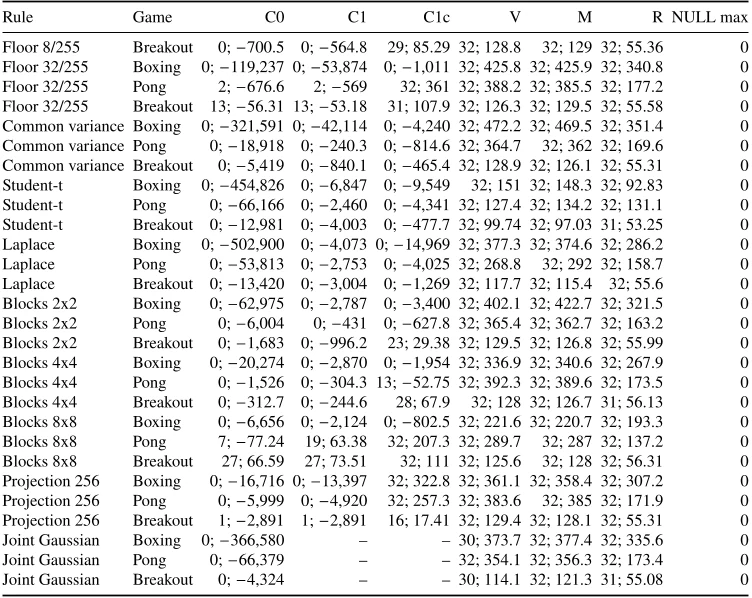 Rule Game C0 C1 C1c V M R NULL max
Floor 8/255 Breakout 0; −700.5 0; −564.8 29; 85.29 32; 128.8 32; 129 32; 55.36 0
Floor 32/255 Boxing 0; −119,237 0; −53,874 0; −1,011 32; 425.8 32; 425.9 32; 340.8 0
Floor 32/255 Pong 2; −676.6 2; −569 32; 361 32; 388.2 32; 385.5 32; 177.2 0
Floor 32/255 Breakout 13; −56.31 13; −53.18 31; 107.9 32; 126.3 32; 129.5 32; 55.58 0
Common variance Boxing 0; −321,591 0; −42,114 0; −4,240 32; 472.2 32; 469.5 32; 351.4 0
Common variance Pong 0; −18,918 0; −240.3 0; −814.6 32; 364.7 32; 362 32; 169.6 0
Common variance Breakout 0; −5,419 0; −840.1 0; −465.4 32; 128.9 32; 126.1 32; 55.31 0
Student-t Boxing 0; −454,826 0; −6,847 0; −9,549 32; 151 32; 148.3 32; 92.83 0
Student-t Pong 0; −66,166 0; −2,460 0; −4,341 32; 127.4 32; 134.2 32; 131.1 0
Student-t Breakout 0; −12,981 0; −4,003 0; −477.7 32; 99.74 32; 97.03 31; 53.25 0
Laplace Boxing 0; −502,900 0; −4,073 0; −14,969 32; 377.3 32; 374.6 32; 286.2 0
Laplace Pong 0; −53,813 0; −2,753 0; −4,025 32; 268.8 32; 292 32; 158.7 0
Laplace Breakout 0; −13,420 0; −3,004 0; −1,269 32; 117.7 32; 115.4 32; 55.6 0
Blocks 2x2 Boxing 0; −62,975 0; −2,787 0; −3,400 32; 402.1 32; 422.7 32; 321.5 0
Blocks 2x2 Pong 0; −6,004 0; −431 0; −627.8 32; 365.4 32; 362.7 32; 163.2 0
Blocks 2x2 Breakout 0; −1,683 0; −996.2 23; 29.38 32; 129.5 32; 126.8 32; 55.99 0
Blocks 4x4 Boxing 0; −20,274 0; −2,870 0; −1,954 32; 336.9 32; 340.6 32; 267.9 0
Blocks 4x4 Pong 0; −1,526 0; −304.3 13; −52.75 32; 392.3 32; 389.6 32; 173.5 0
Blocks 4x4 Breakout 0; −312.7 0; −244.6 28; 67.9 32; 128 32; 126.7 31; 56.13 0
Blocks 8x8 Boxing 0; −6,656 0; −2,124 0; −802.5 32; 221.6 32; 220.7 32; 193.3 0
Blocks 8x8 Pong 7; −77.24 19; 63.38 32; 207.3 32; 289.7 32; 287 32; 137.2 0
Blocks 8x8 Breakout 27; 66.59 27; 73.51 32; 111 32; 125.6 32; 128 32; 56.31 0
Projection 256 Boxing 0; −16,716 0; −13,397 32; 322.8 32; 361.1 32; 358.4 32; 307.2 0
Projection 256 Pong 0; −5,999 0; −4,920 32; 257.3 32; 383.6 32; 385 32; 171.9 0
Projection 256 Breakout 1; −2,891 1; −2,891 16; 17.41 32; 129.4 32; 128.1 32; 55.31 0
Joint Gaussian Boxing 0; −366,580 – – 30; 373.7 32; 377.4 32; 335.6 0
Joint Gaussian Pong 0; −66,379 – – 32; 354.1 32; 356.3 32; 173.4 0
Joint Gaussian Breakout 0; −4,324 – – 30; 114.1 32; 121.3 31; 55.08 0